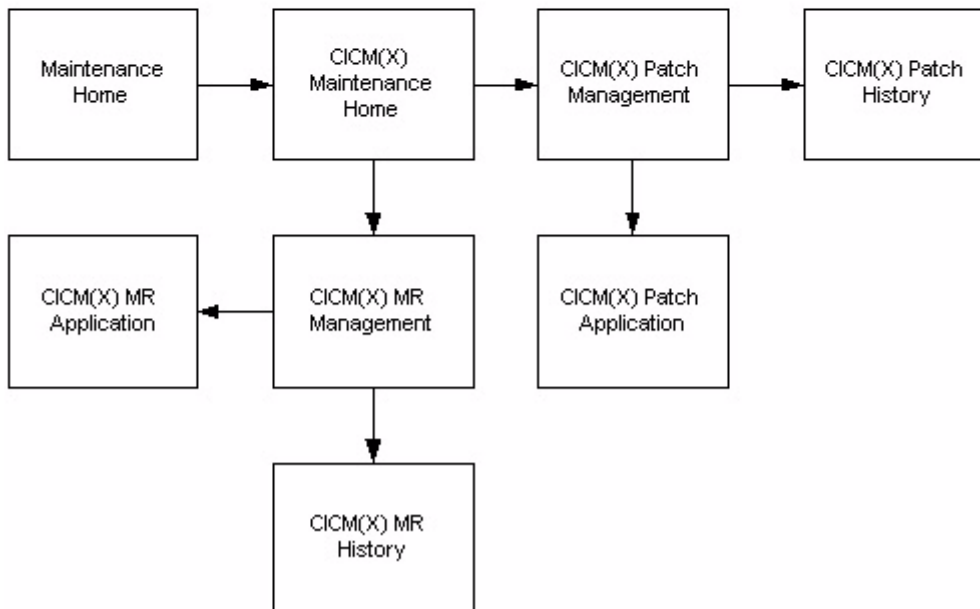 Maintenance
Home
CICM(X)
Maintenance
Home
CICM(X) Patch
Management
CICM(X) Patch
History
CICM(X) MR
Application
CICM(X) MR
Management
CICM(X) Patch
Application
CICM(X) MR
History